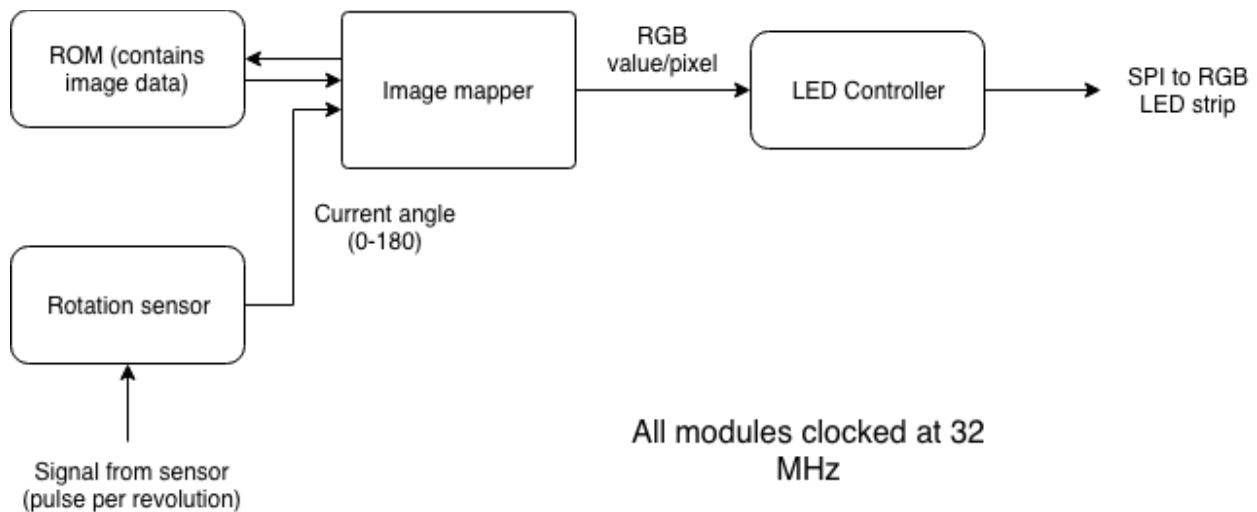 ROM (contains
image data)
Image mapper
RGB
value/pixel
LED Controller
SPI to RGB
LED strip
Current angle
(0-180)
Rotation sensor
Signal from sensor
(pulse per revolution)
All modules clocked at 32
MHz